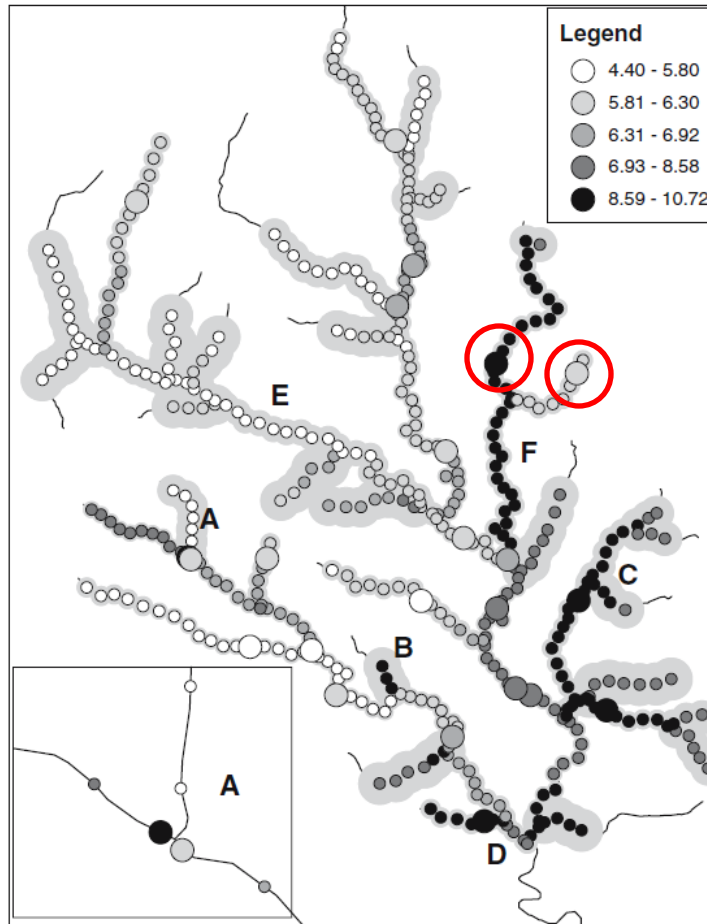 Legend
4.40 - 5.80
5.81 - 6.30
6.31 - 6.92
6.93 - 8.58
8.59 - 10.72
E
F
A
C
B
A
D